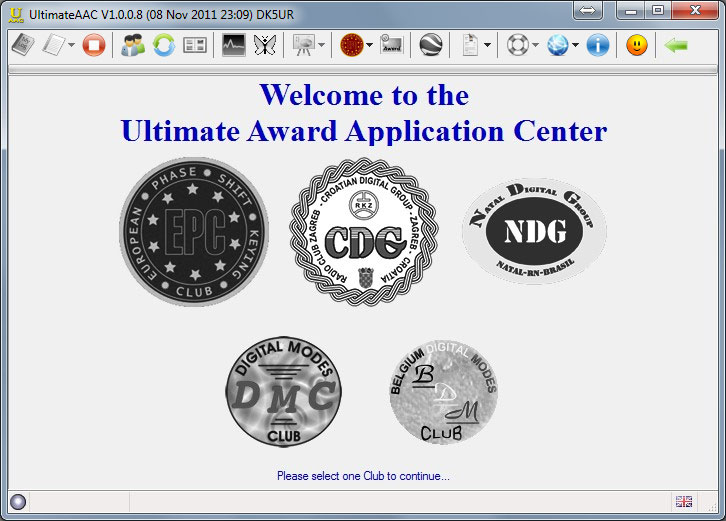 UltimateAAC V1.0.0.8 (08 Nov 2011 23:09) DK5UR
Award
Welcome to the
Ultimate Award Application Center
EUROPEAN • PHASE • SHIFT • KEYING
EPC
CLUB
RADIO CLUB ZAGREB - CROATIAN DIGITAL GROUP - ZAGREB - CROATIA
RKZ
CDG
NATAL DIGITAL GROUP
NDG
NATAL-RN-BRASIL
DIGITAL MODES
DMC
CLUB
BELGIUM DIGITAL MODES
B
D
M
CLUB
Please select one Club to continue...